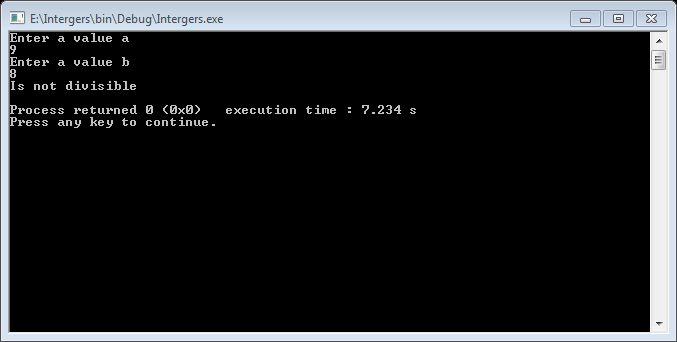 E:\Intergers\bin\Debug\Intergers.exe
Enter a value a
9
Enter a value b
8
Is not divisible
Process returned 0 (0x0)   execution time : 7.234 s
Press any key to continue.